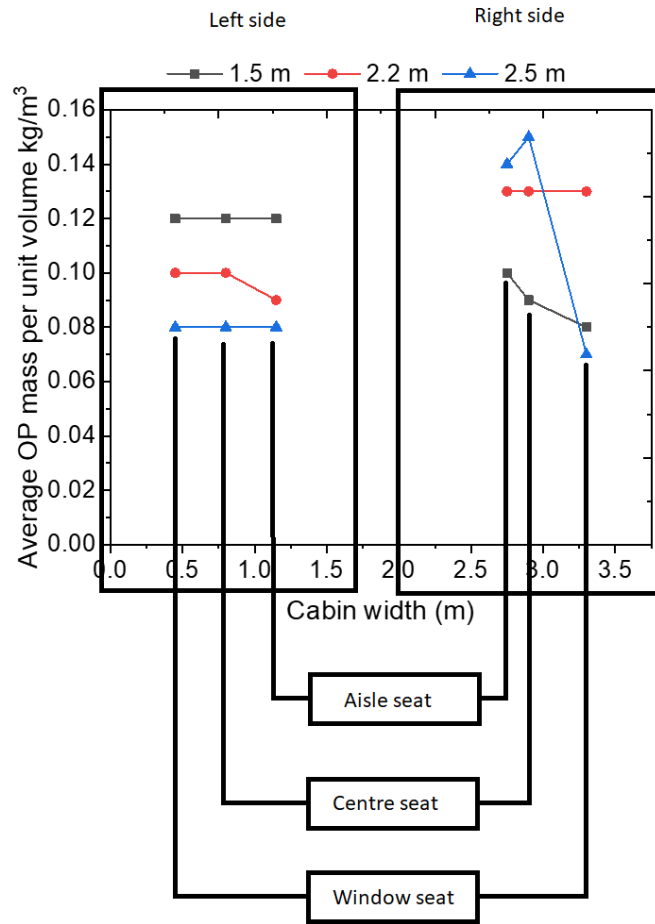 Left side
Right side
1.5 m
2.2 m
2.5 m
Average OP mass per unit volume kg/m³
0.16
0.14
0.12
0.10
0.08
0.06
0.04
0.02
0.00
0.0
0.5
1.0
1.5
2.0
2.5
3.0
3.5
Cabin width (m)
Aisle seat
Centre seat
Window seat